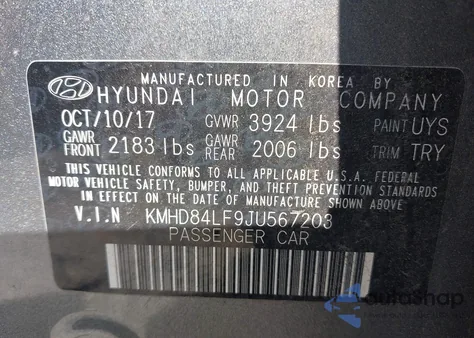 MANUFACTURED IN KOREA BY
HYUNDAI MOTOR COMPANY
OCT/10/17 GVWR 3924 lbs PAINT UYS
GAWR FRONT 2183 lbs GAWR REAR 2006 lbs TRIM TRY
THIS VEHICLE CONFORMS TO ALL APPLICABLE U.S.A. FEDERAL
MOTOR VEHICLE SAFETY, BUMPER, AND THEFT PREVENTION STANDARDS
IN EFFECT ON THE DATE OF MANUFACTURE SHOWN ABOVE.
V.I.N KMHD84LF9JU567203
PASSENGER CAR
AutoShop